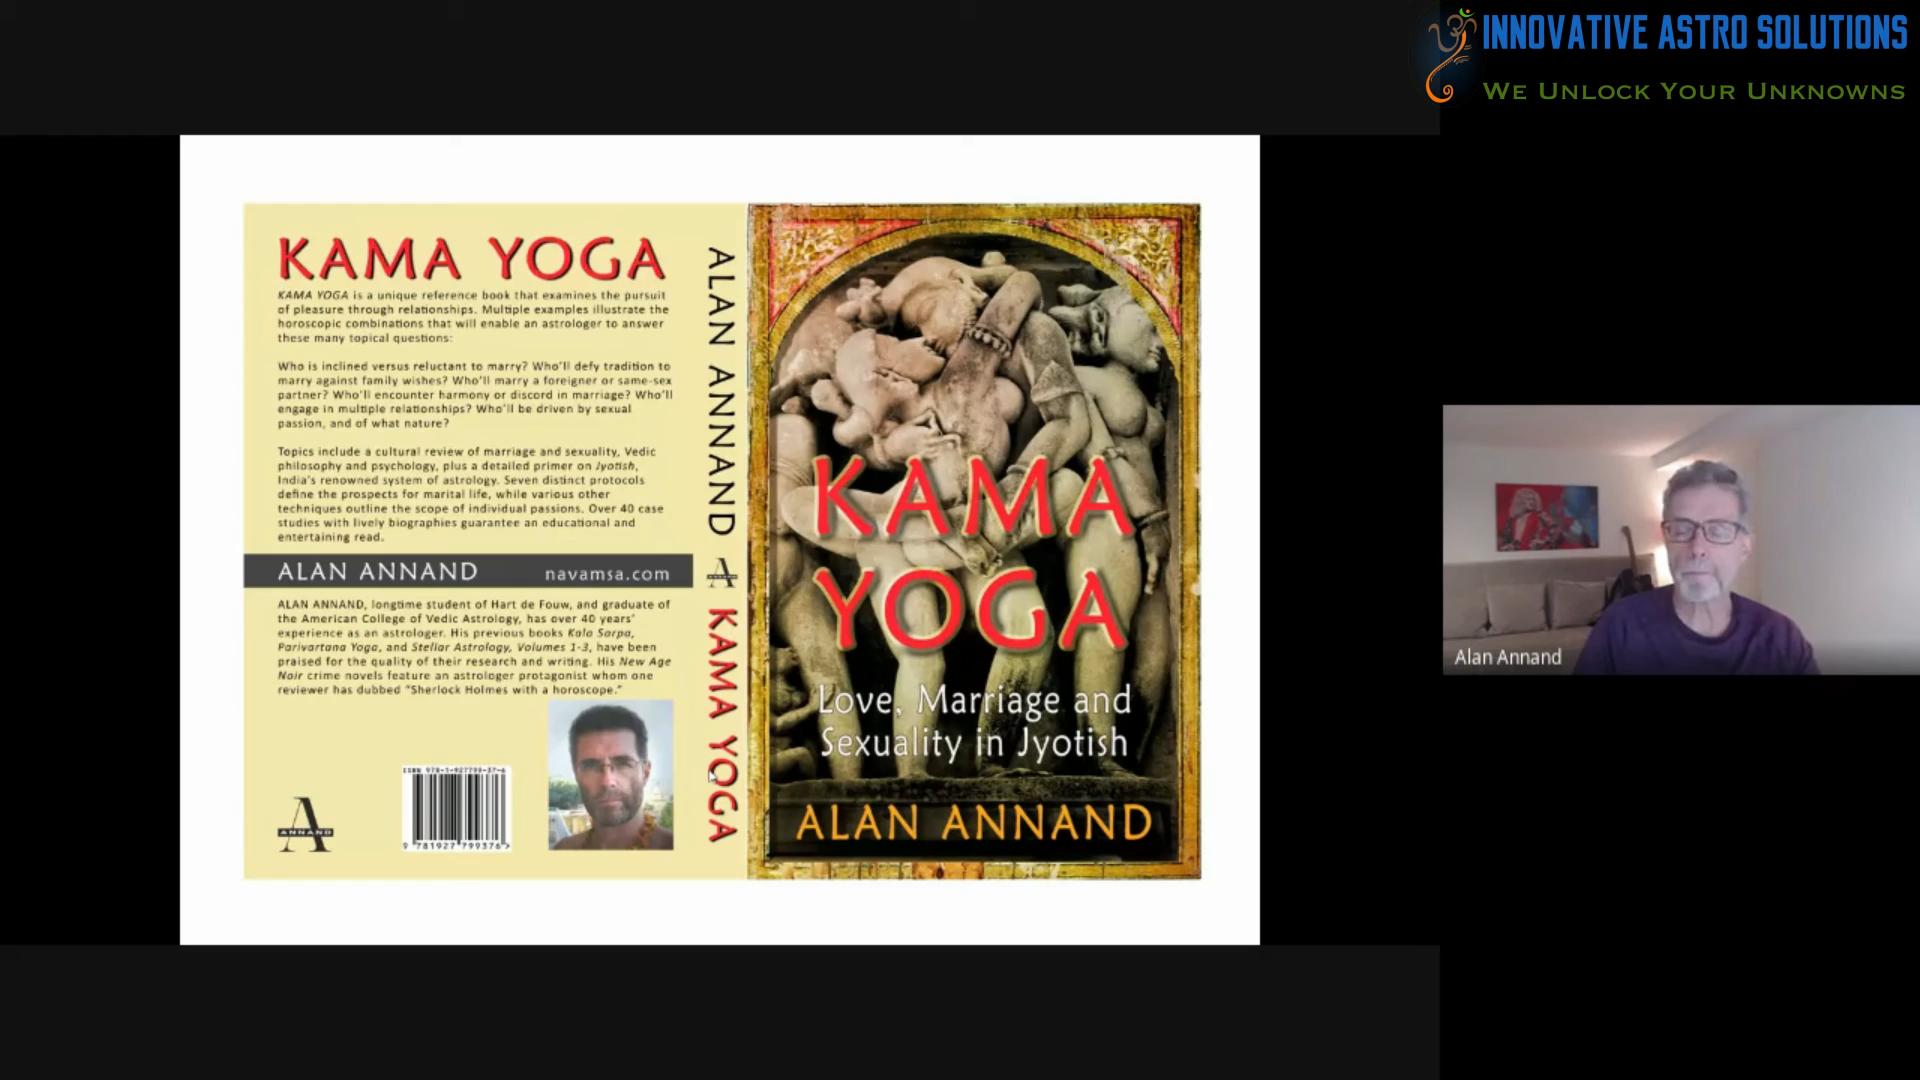 INNOVATIVE ASTRO SOLUTIONS
WE UNLOCK YOUR UNKNOWNS
KAMA YOGA
KAMA YOGA is a unique reference book that examines the pursuit
of pleasure through relationships. Multiple examples illustrate the
horoscopic combinations that will enable an astrologer to answer
these many topical questions:
Who is inclined versus reluctant to marry? Who'll defy tradition to
marry against family wishes? Who'll marry a foreigner or same-sex
partner? Who'll encounter harmony or discord in marriage? Who'll
engage in multiple relationships? Who'll be driven by sexual
passion, and of what nature?
Topics include a cultural review of marriage and sexuality, Vedic
philosophy and psychology, plus a detailed primer on Jyotish,
India's renowned system of astrology. Seven distinct protocols
define the prospects for marital life, while various other
techniques outline the scope of individual passions. Over 40 case
studies with lively biographies guarantee an educational and
entertaining read.
ALAN ANNAND navamsa.com
ALAN ANNAND, longtime student of Hart de Fouw, and graduate of
the American College of Vedic Astrology, has over 40 years'
experience as an astrologer. His previous books Kala Sarpa,
Parivartana Yoga, and Stellar Astrology, Volumes 1-3, have been
praised for the quality of their research and writing. His New Age
Noir crime novels feature an astrologer protagonist whom one
reviewer has dubbed "Sherlock Holmes with a horoscope."
A
ANNAND
ISBN 978-1-927799-37-6
9 781927 799376 >
ALAN ANNAND
A
ANNAND
KAMA YOGA
KAMA
YOGA
Love, Marriage and
Sexuality in Jyotish
ALAN ANNAND
Alan Annand